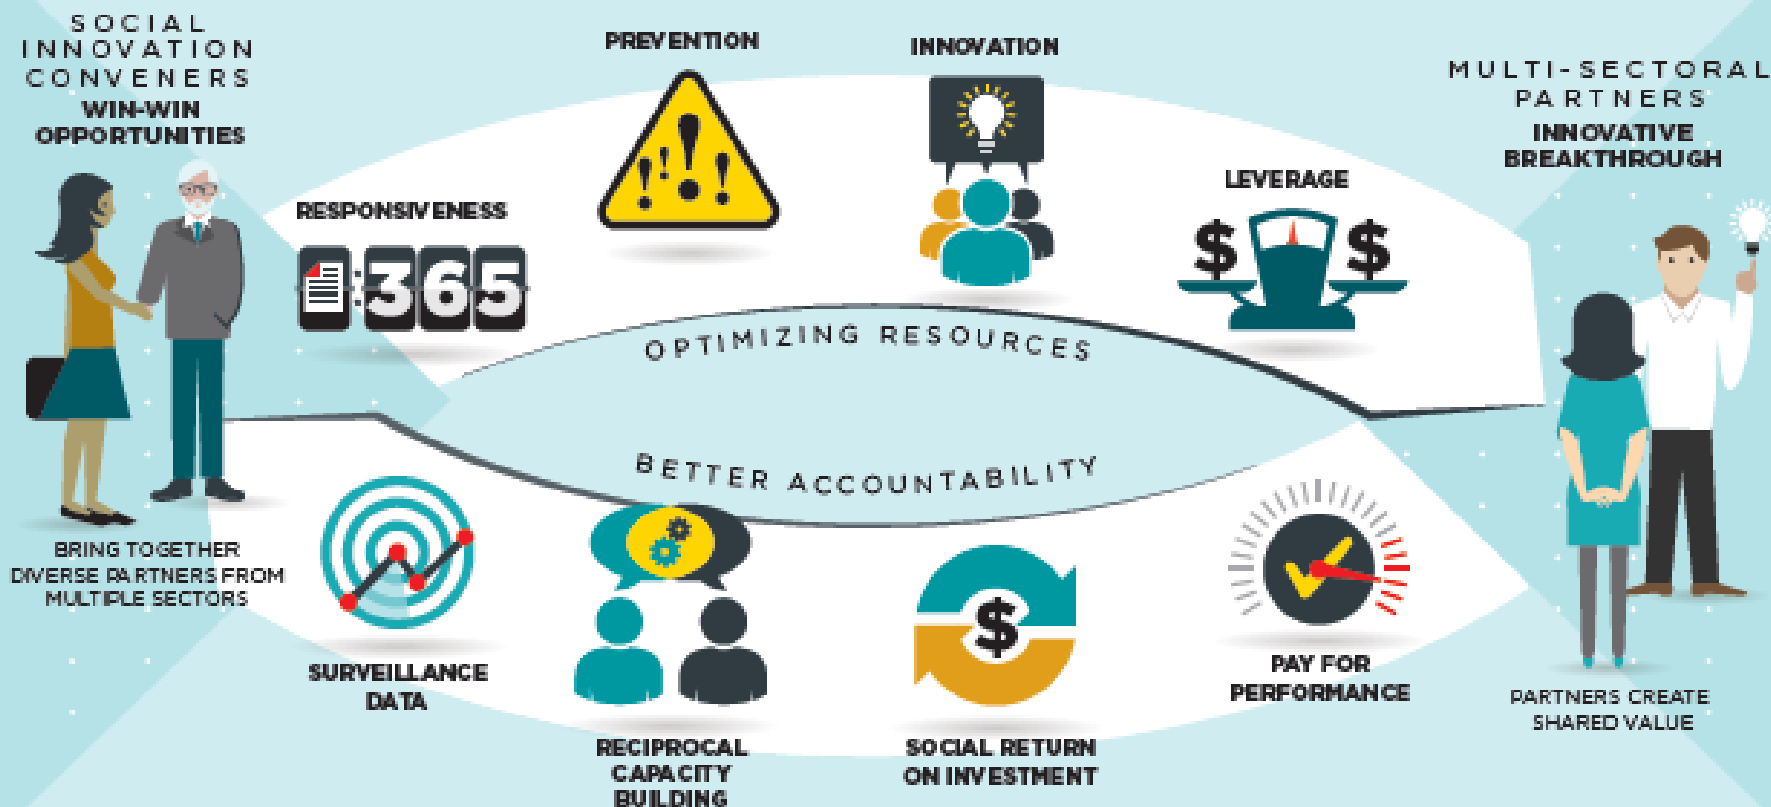 SOCIAL
INNOVATION
CONVENERS
WIN-WIN
OPPORTUNITIES
BRING TOGETHER
DIVERSE PARTNERS FROM
MULTIPLE SECTORS
RESPONSIVENESS
365
PREVENTION
! ! ! !
INNOVATION
LEVERAGE
$ $
OPTIMIZING RESOURCES
BETTER ACCOUNTABILITY
SURVEILLANCE
DATA
RECIPROCAL
CAPACITY
BUILDING
$
SOCIAL RETURN
ON INVESTMENT
PAY FOR
PERFORMANCE
MULTI-SECTORAL
PARTNERS
INNOVATIVE
BREAKTHROUGH
PARTNERS CREATE
SHARED VALUE